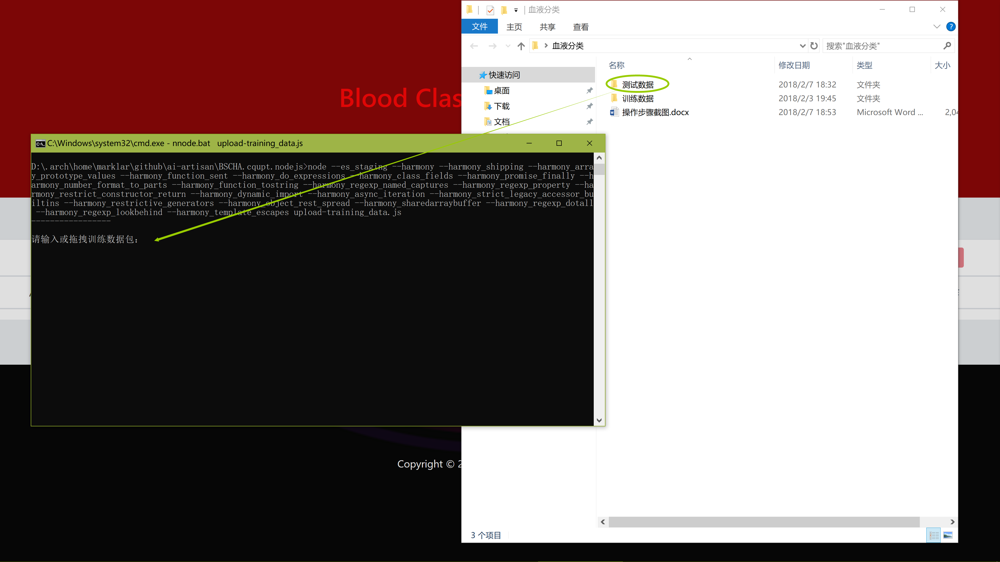 血液分类
文件 主页 共享 查看
血液分类
搜索"血液分类"
名称 修改日期 类型 大小
快速访问
桌面
下载
文档
测试数据 2018/2/7 18:32 文件夹
训练数据 2018/2/3 19:45 文件夹
操作步骤截图.docx 2018/2/7 18:53 Microsoft Word ... 2,04
3 个项目
Blood Clas
C:\Windows\system32\cmd.exe - nnode.bat   upload-training_data.js
D:\.arch\home\marklar\github\ai-artisan\BSCHA.cqupt.nodejs>node --es_staging --harmony --harmony_shipping --harmony_arra
y_prototype_values --harmony_function_sent --harmony_do_expressions --harmony_class_fields --harmony_promise_finally --h
armony_number_format_to_parts --harmony_function_tostring --harmony_regexp_named_captures --harmony_regexp_property --ha
rmony_restrict_constructor_return --harmony_dynamic_import --harmony_async_iteration --harmony_strict_legacy_accessor_bu
iltins --harmony_restrictive_generators --harmony_object_rest_spread --harmony_sharedarraybuffer --harmony_regexp_dotall
 --harmony_regexp_lookbehind --harmony_template_escapes upload-training_data.js
-----------------
请输入或拖拽训练数据包：
Copyright © 2